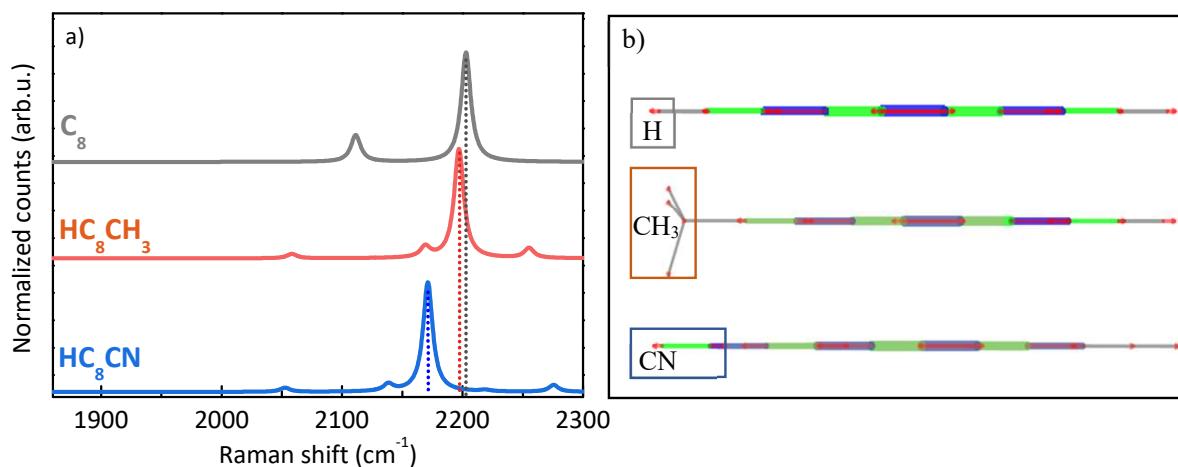 a)
Normalized counts (arb.u.)
C₈
HC₈CH₃
HC₈CN
1900 2000 2100 2200 2300
Raman shift (cm⁻¹)
b)
H
CH₃
CN